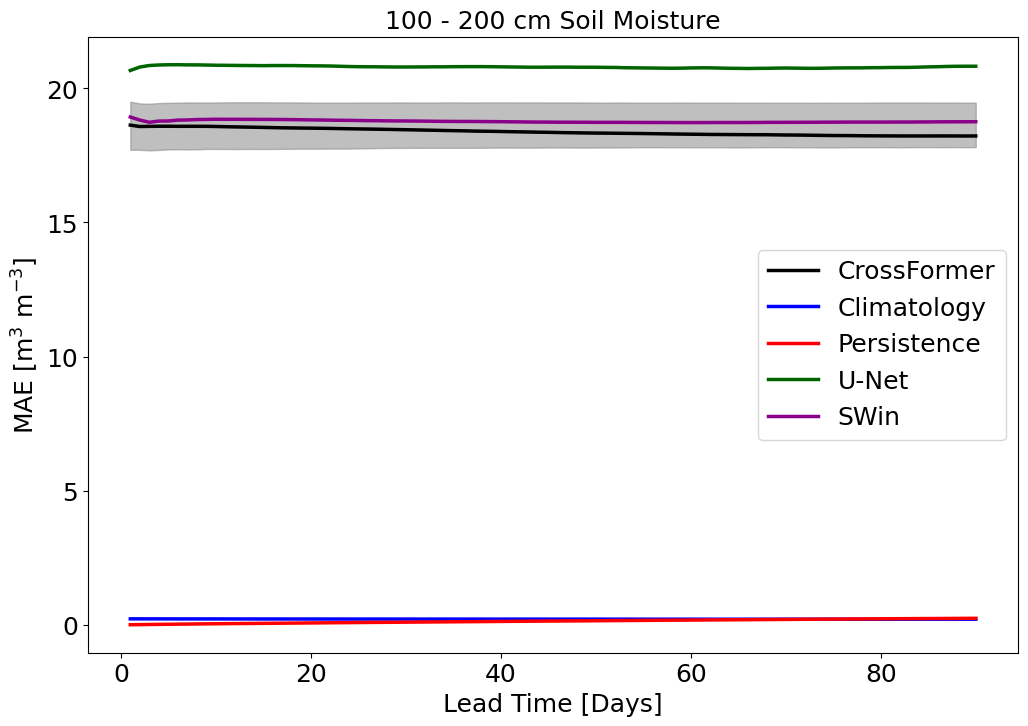 100 - 200 cm Soil Moisture
MAE [m³ m⁻³]
20
15
10
5
0
0 20 40 60 80
Lead Time [Days]
CrossFormer
Climatology
Persistence
U-Net
SWin